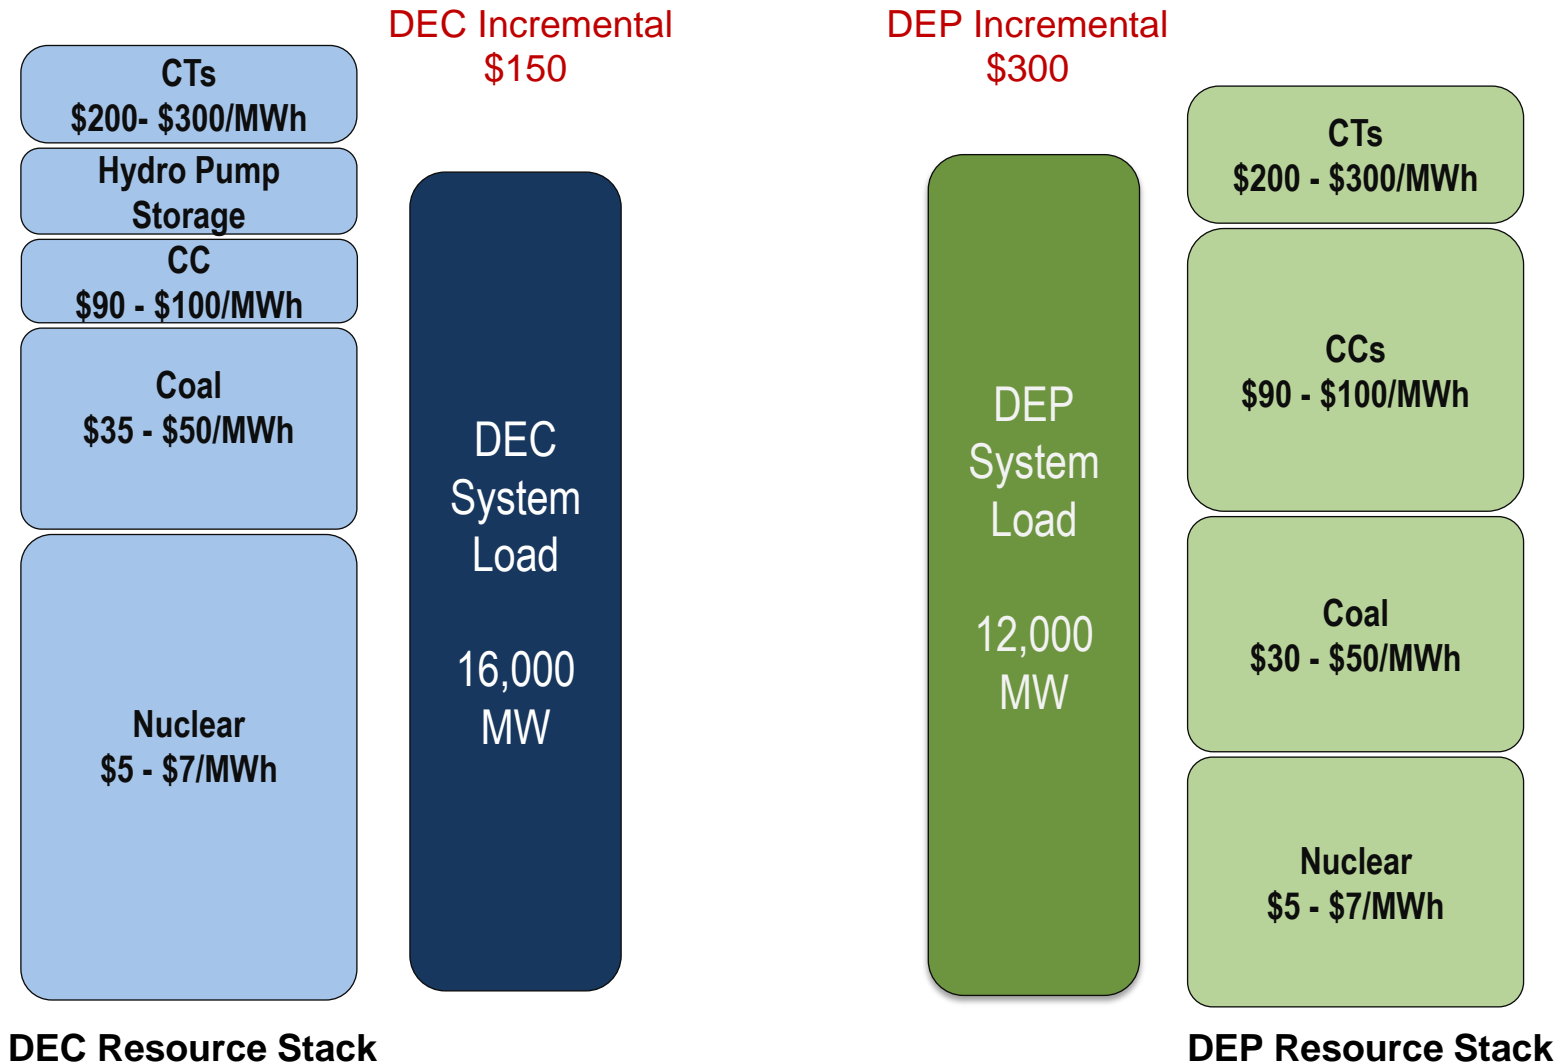 DEC Incremental
$150
DEP Incremental
$300
CTs
$200- $300/MWh
Hydro Pump
Storage
CC
$90 - $100/MWh
Coal
$35 - $50/MWh
Nuclear
$5 - $7/MWh
DEC Resource Stack
DEC
System
Load
16,000
MW
DEP
System
Load
12,000
MW
CTs
$200 - $300/MWh
CCs
$90 - $100/MWh
Coal
$30 - $50/MWh
Nuclear
$5 - $7/MWh
DEP Resource Stack